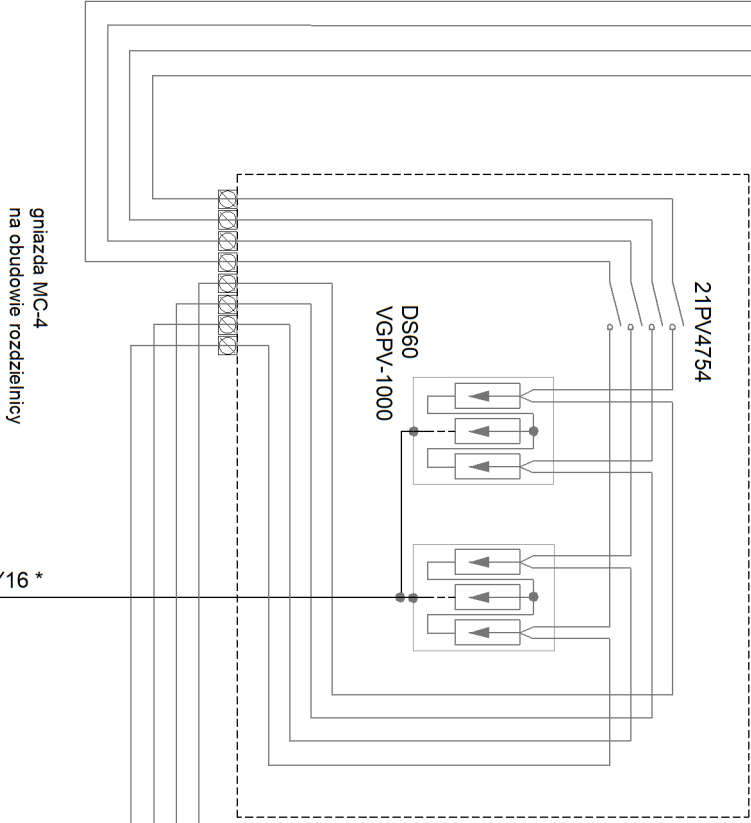 21PV4754
DS60
VGPV-1000
gniazda MC-4
na obudowie rozdzielnicy
/16 *